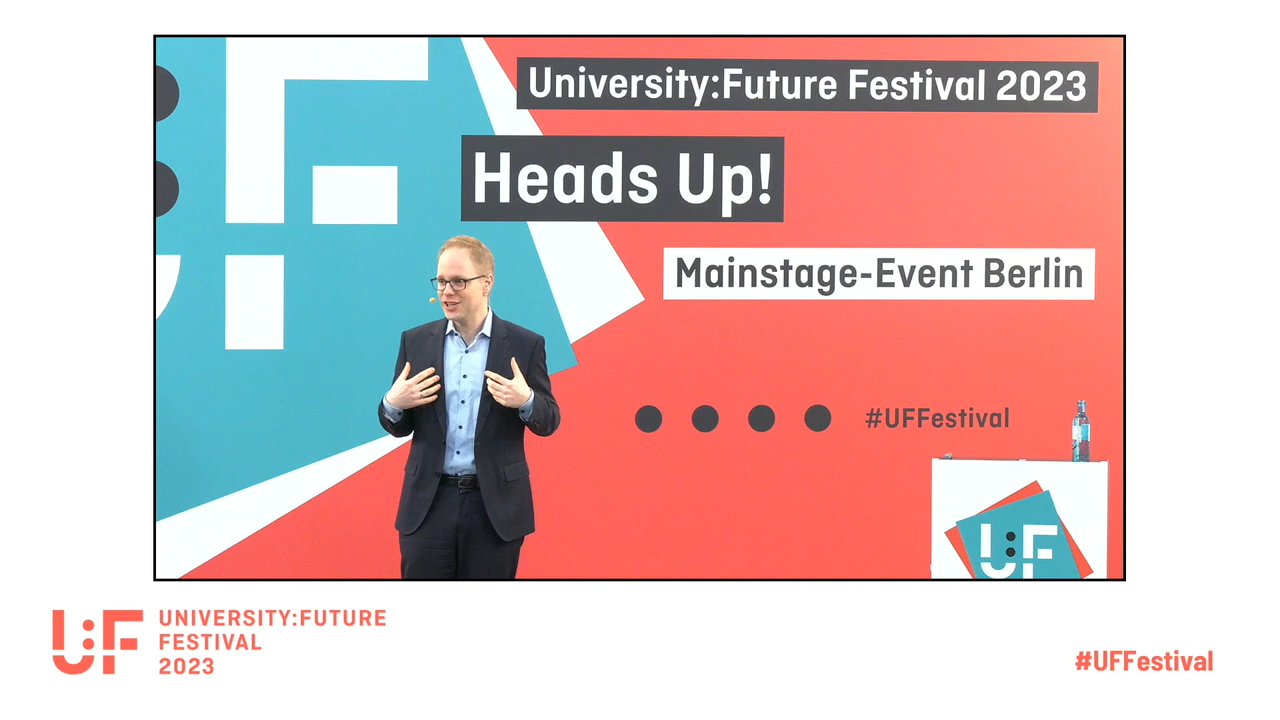 University:Future Festival 2023
Heads Up!
Mainstage-Event Berlin
#UFFestival
U:F
U:F
UNIVERSITY:FUTURE
FESTIVAL
2023
#UFFestival